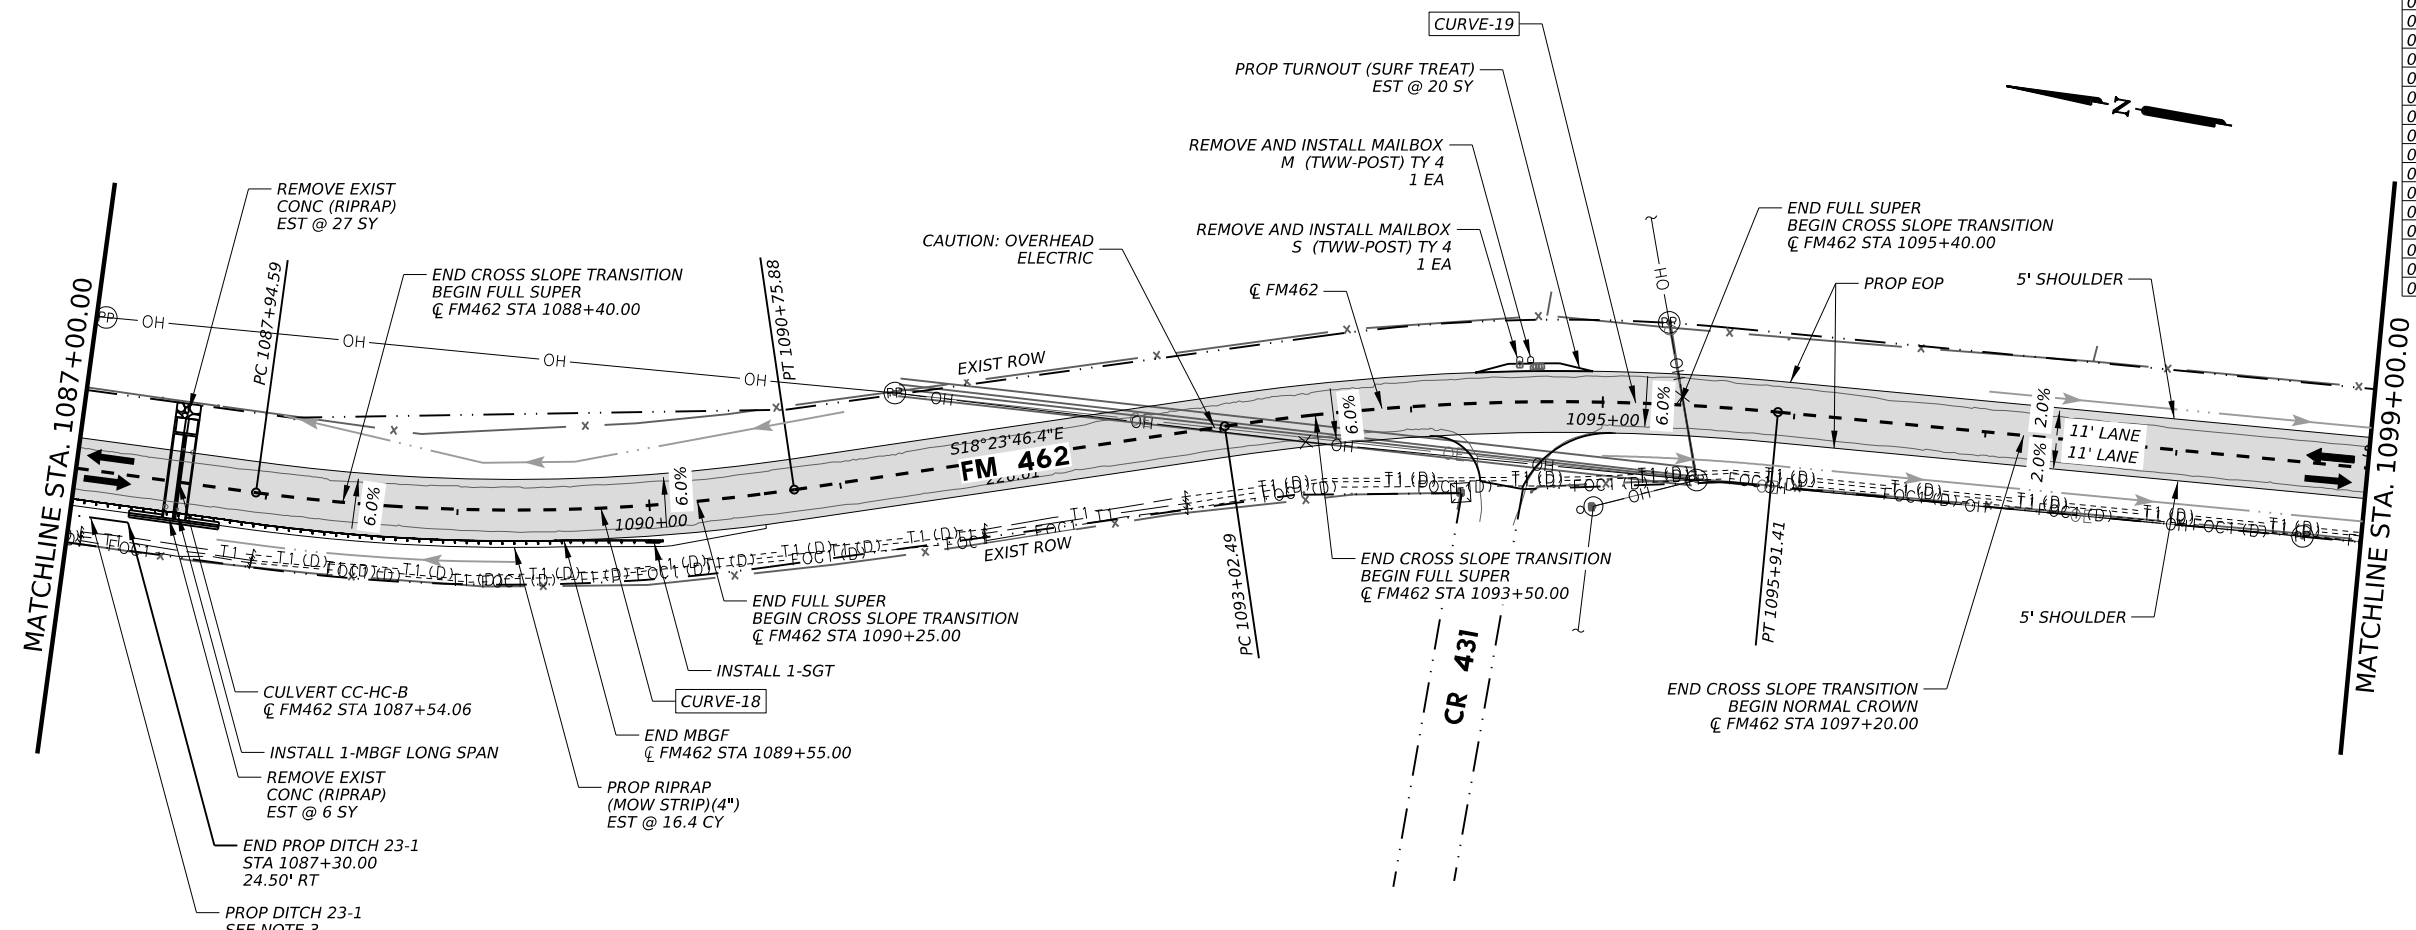 CURVE-19
PROP TURNOUT (SURF TREAT)
EST @ 20 SY
REMOVE AND INSTALL MAILBOX
M (TWW-POST) TY 4
1 EA
REMOVE AND INSTALL MAILBOX
S (TWW-POST) TY 4
1 EA
N
REMOVE EXIST
CONC (RIPRAP)
EST @ 27 SY
END CROSS SLOPE TRANSITION
BEGIN FULL SUPER
℄ FM462 STA 1088+40.00
CAUTION: OVERHEAD
ELECTRIC
℄ FM462
END FULL SUPER
BEGIN CROSS SLOPE TRANSITION
℄ FM462 STA 1095+40.00
PROP EOP
5' SHOULDER
MATCHLINE STA. 1087+00.00
PC 1087+94.59
PT 1090+75.88
PP
OH
OH
OH
OH
PP
OH
OH
OH
EXIST ROW
OH
PP
6.0%
6.0%
1090+00
S18°23'46.4"E
FM 462
6.0%
1095+00
6.0%
2.0%
2.0%
11' LANE
11' LANE
MATCHLINE STA. 1099+00.00
EXIST ROW
PC 1093+02.49
PT 1095+91.41
END CROSS SLOPE TRANSITION
BEGIN FULL SUPER
℄ FM462 STA 1093+50.00
5' SHOULDER
END FULL SUPER
BEGIN CROSS SLOPE TRANSITION
℄ FM462 STA 1090+25.00
INSTALL 1-SGT
CURVE-18
CR 431
END CROSS SLOPE TRANSITION
BEGIN NORMAL CROWN
℄ FM462 STA 1097+20.00
CULVERT CC-HC-B
℄ FM462 STA 1087+54.06
END MBGF
℄ FM462 STA 1089+55.00
INSTALL 1-MBGF LONG SPAN
REMOVE EXIST
CONC (RIPRAP)
EST @ 6 SY
PROP RIPRAP
(MOW STRIP)(4")
EST @ 16.4 CY
END PROP DITCH 23-1
STA 1087+30.00
24.50' RT
PROP DITCH 23-1
SEE NOTE 3